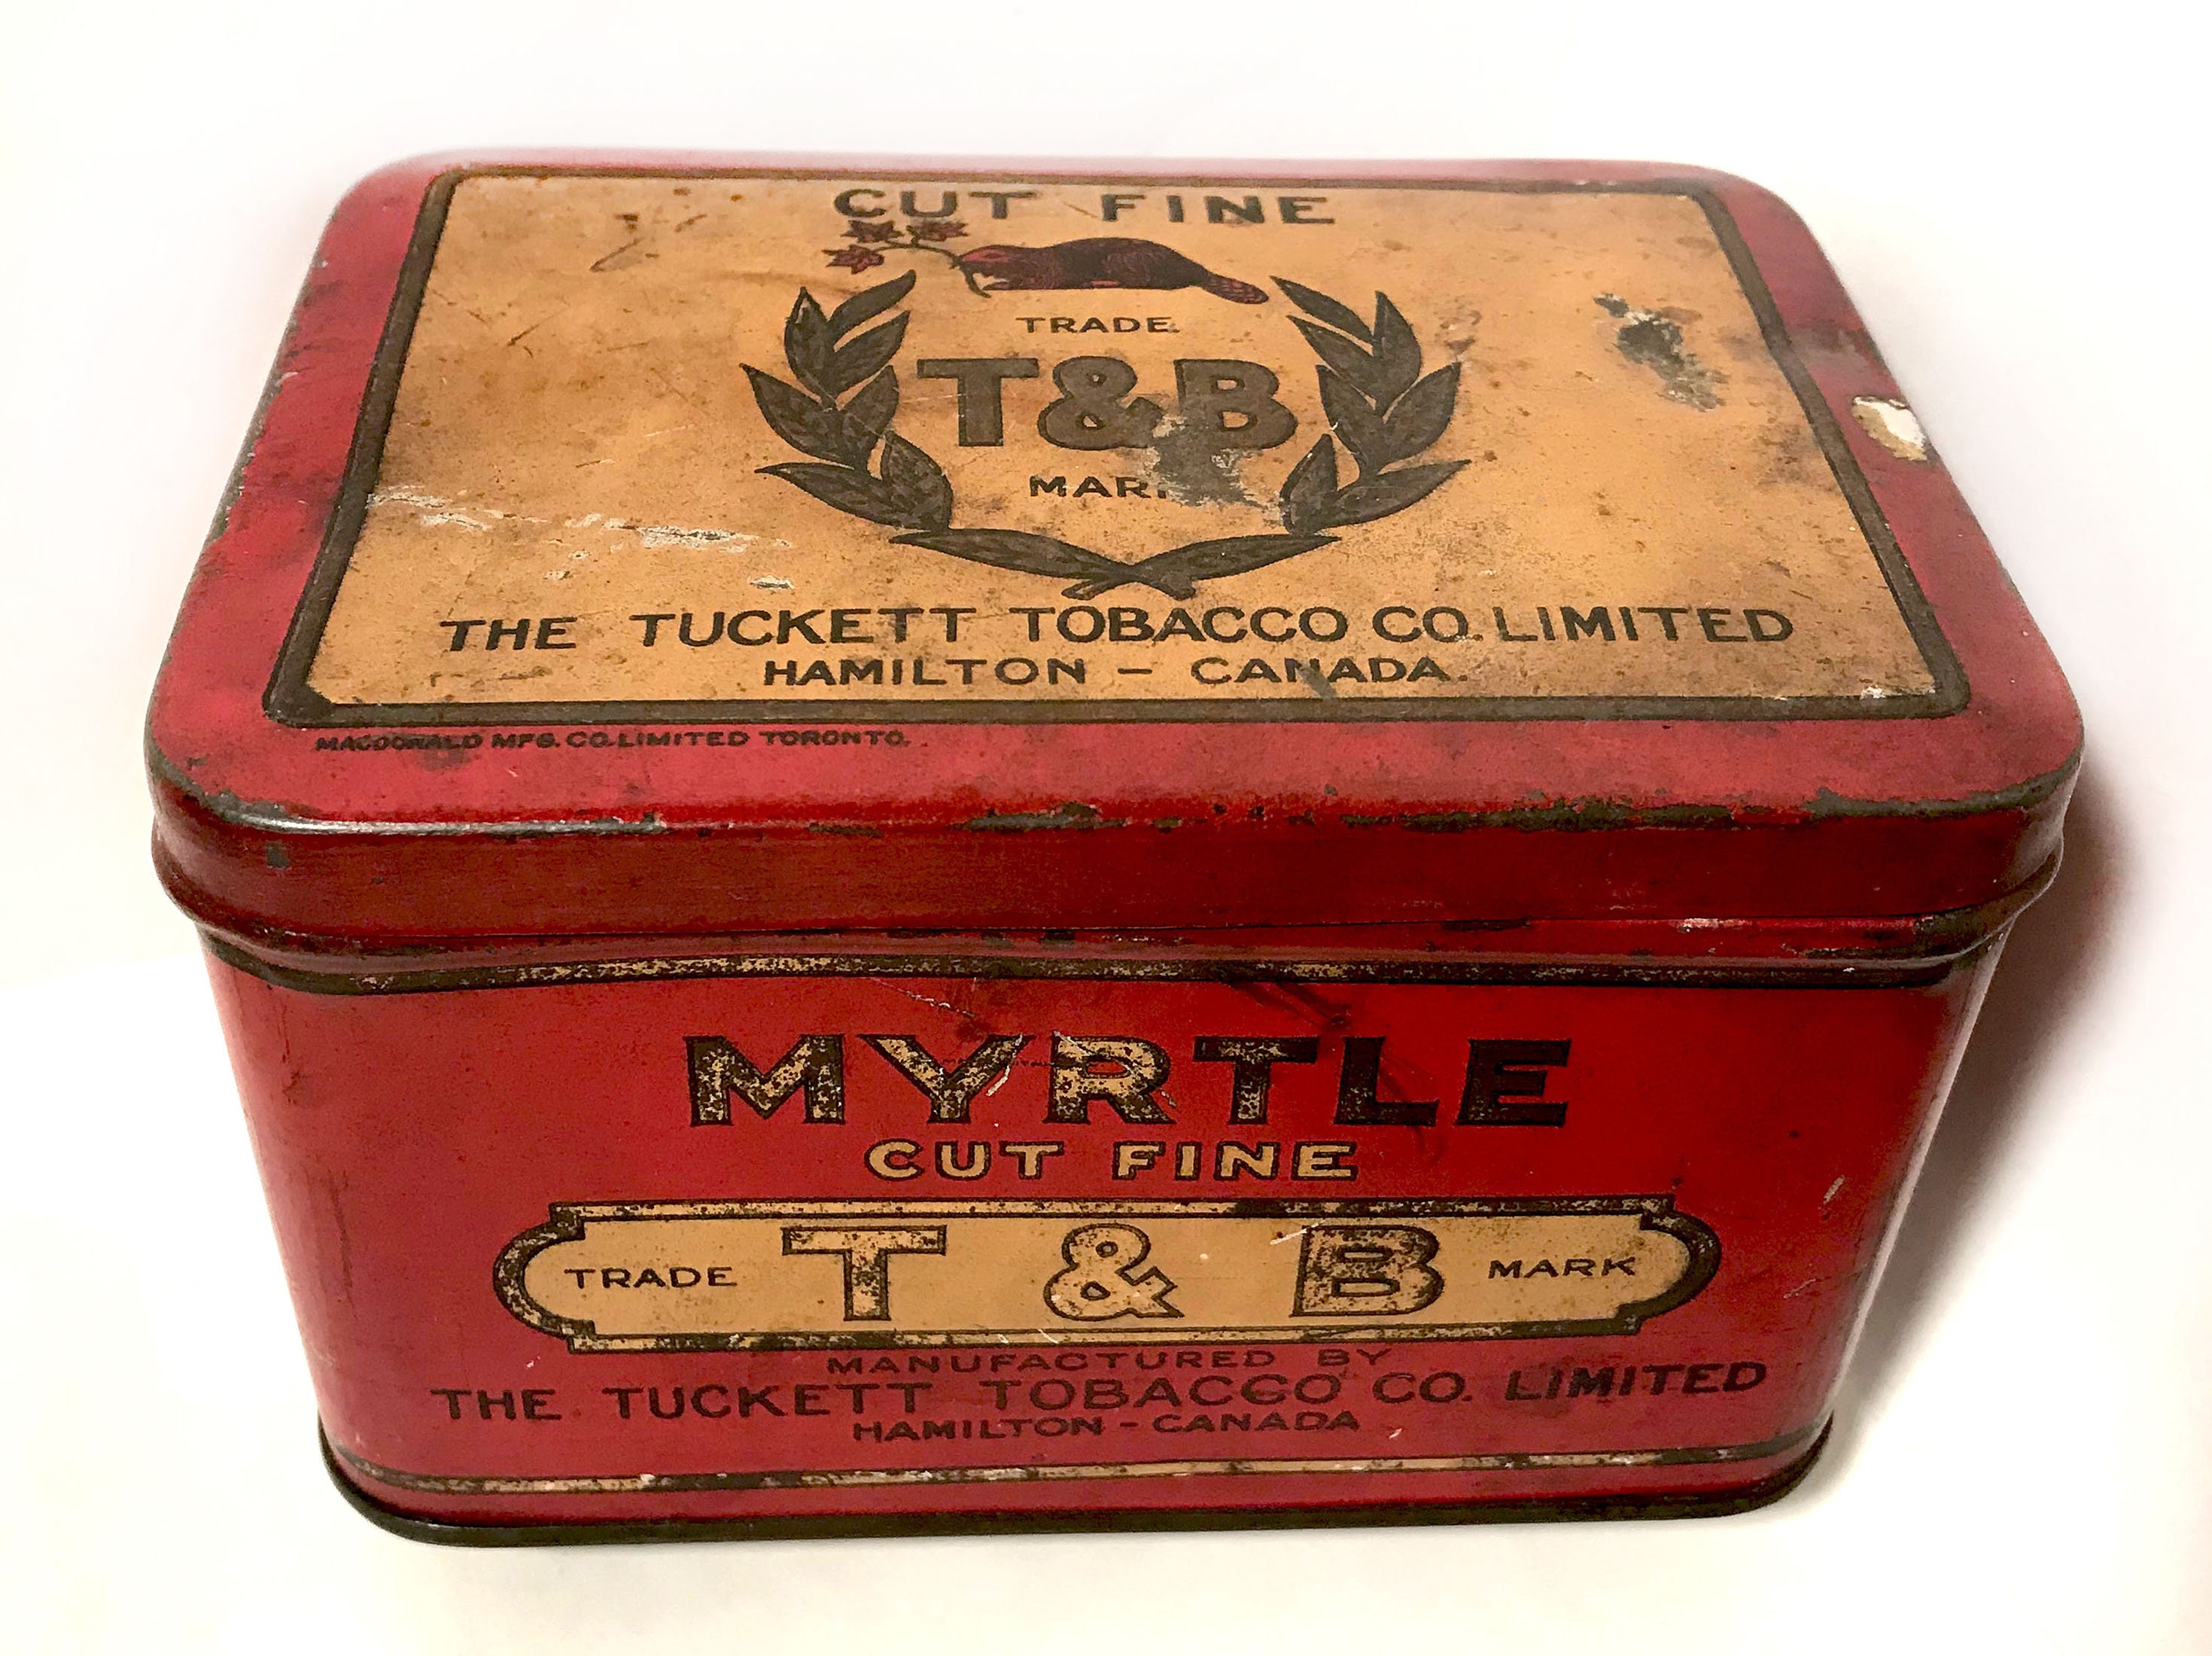 CUT FINE
TRADE
T&B
MARK
THE TUCKETT TOBACCO CO. LIMITED
HAMILTON - CANADA.
MACDONALD MFG. CO. LIMITED TORONTO.
MYRTLE
CUT FINE
TRADE T & B MARK
MANUFACTURED BY
THE TUCKETT TOBACCO CO. LIMITED
HAMILTON - CANADA